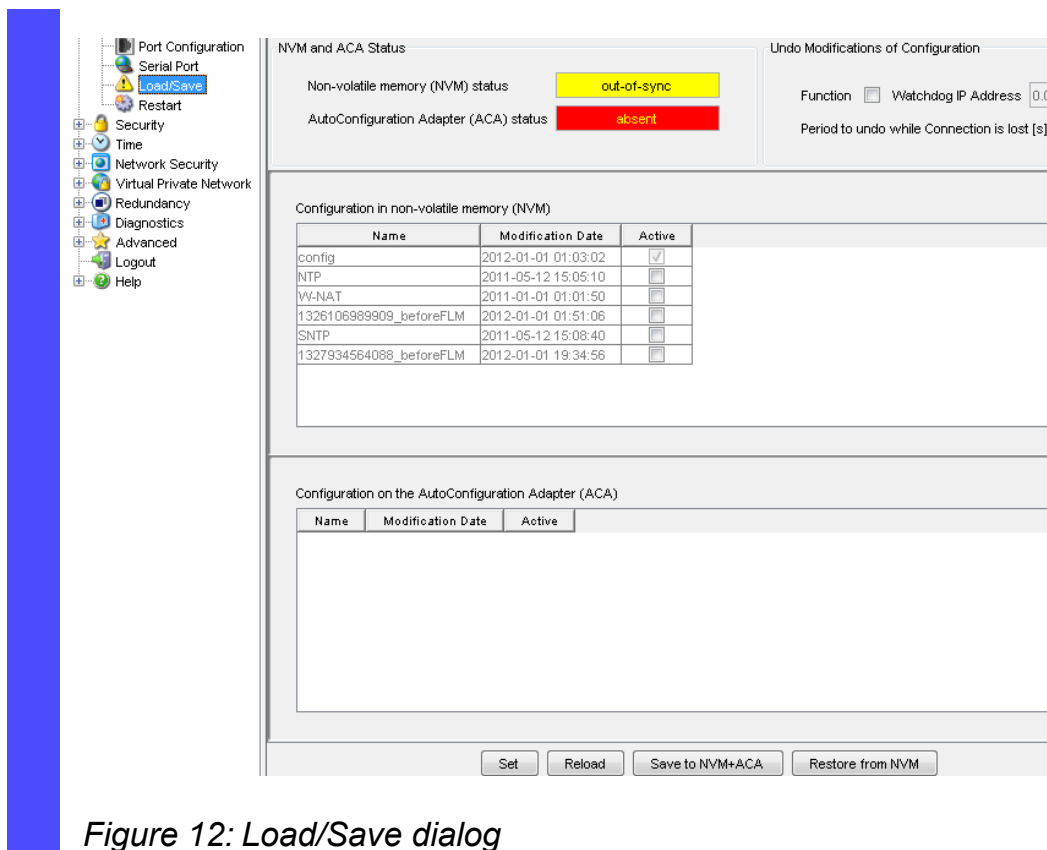 Port Configuration
Serial Port
Load/Save
Restart
Security
Time
Network Security
Virtual Private Network
Redundancy
Diagnostics
Advanced
Logout
Help
NVM and ACA Status
Non-volatile memory (NVM) status out-of-sync
AutoConfiguration Adapter (ACA) status absent
Undo Modifications of Configuration
Function Watchdog IP Address 0.0
Period to undo while Connection is lost [s]
Configuration in non-volatile memory (NVM)
Name Modification Date Active
config 2012-01-01 01:03:02
NTP 2011-05-12 15:05:10
VV-NAT 2011-01-01 01:01:50
1326106989909_beforeFLM 2012-01-01 01:51:06
SNTP 2011-05-12 15:08:40
1327934564088_beforeFLM 2012-01-01 19:34:56
Configuration on the AutoConfiguration Adapter (ACA)
Name Modification Date Active
Set Reload Save to NVM+ACA Restore from NVM
Figure 12: Load/Save dialog